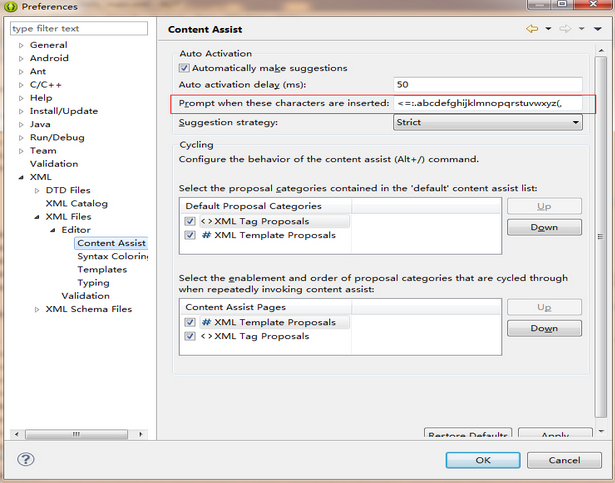 Preferences
type filter text
General
Android
Ant
C/C++
Help
Install/Update
Java
Run/Debug
Team
Validation
XML
DTD Files
XML Catalog
XML Files
Editor
Content Assist
Syntax Coloring
Templates
Typing
Validation
XML Schema Files
Content Assist
Auto Activation
Automatically make suggestions
Auto activation delay (ms):
50
Prompt when these characters are inserted:
<=:.abcdefghijklmnopqrstuvwxyz(,
Suggestion strategy:
Strict
Cycling
Configure the behavior of the content assist (Alt+/) command.
Select the proposal categories contained in the 'default' content assist list:
Default Proposal Categories
<> XML Tag Proposals
# XML Template Proposals
Up
Down
Select the enablement and order of proposal categories that are cycled through
when repeatedly invoking content assist:
Content Assist Pages
# XML Template Proposals
<> XML Tag Proposals
Up
Down
Restore Defaults
Apply
?
OK
Cancel